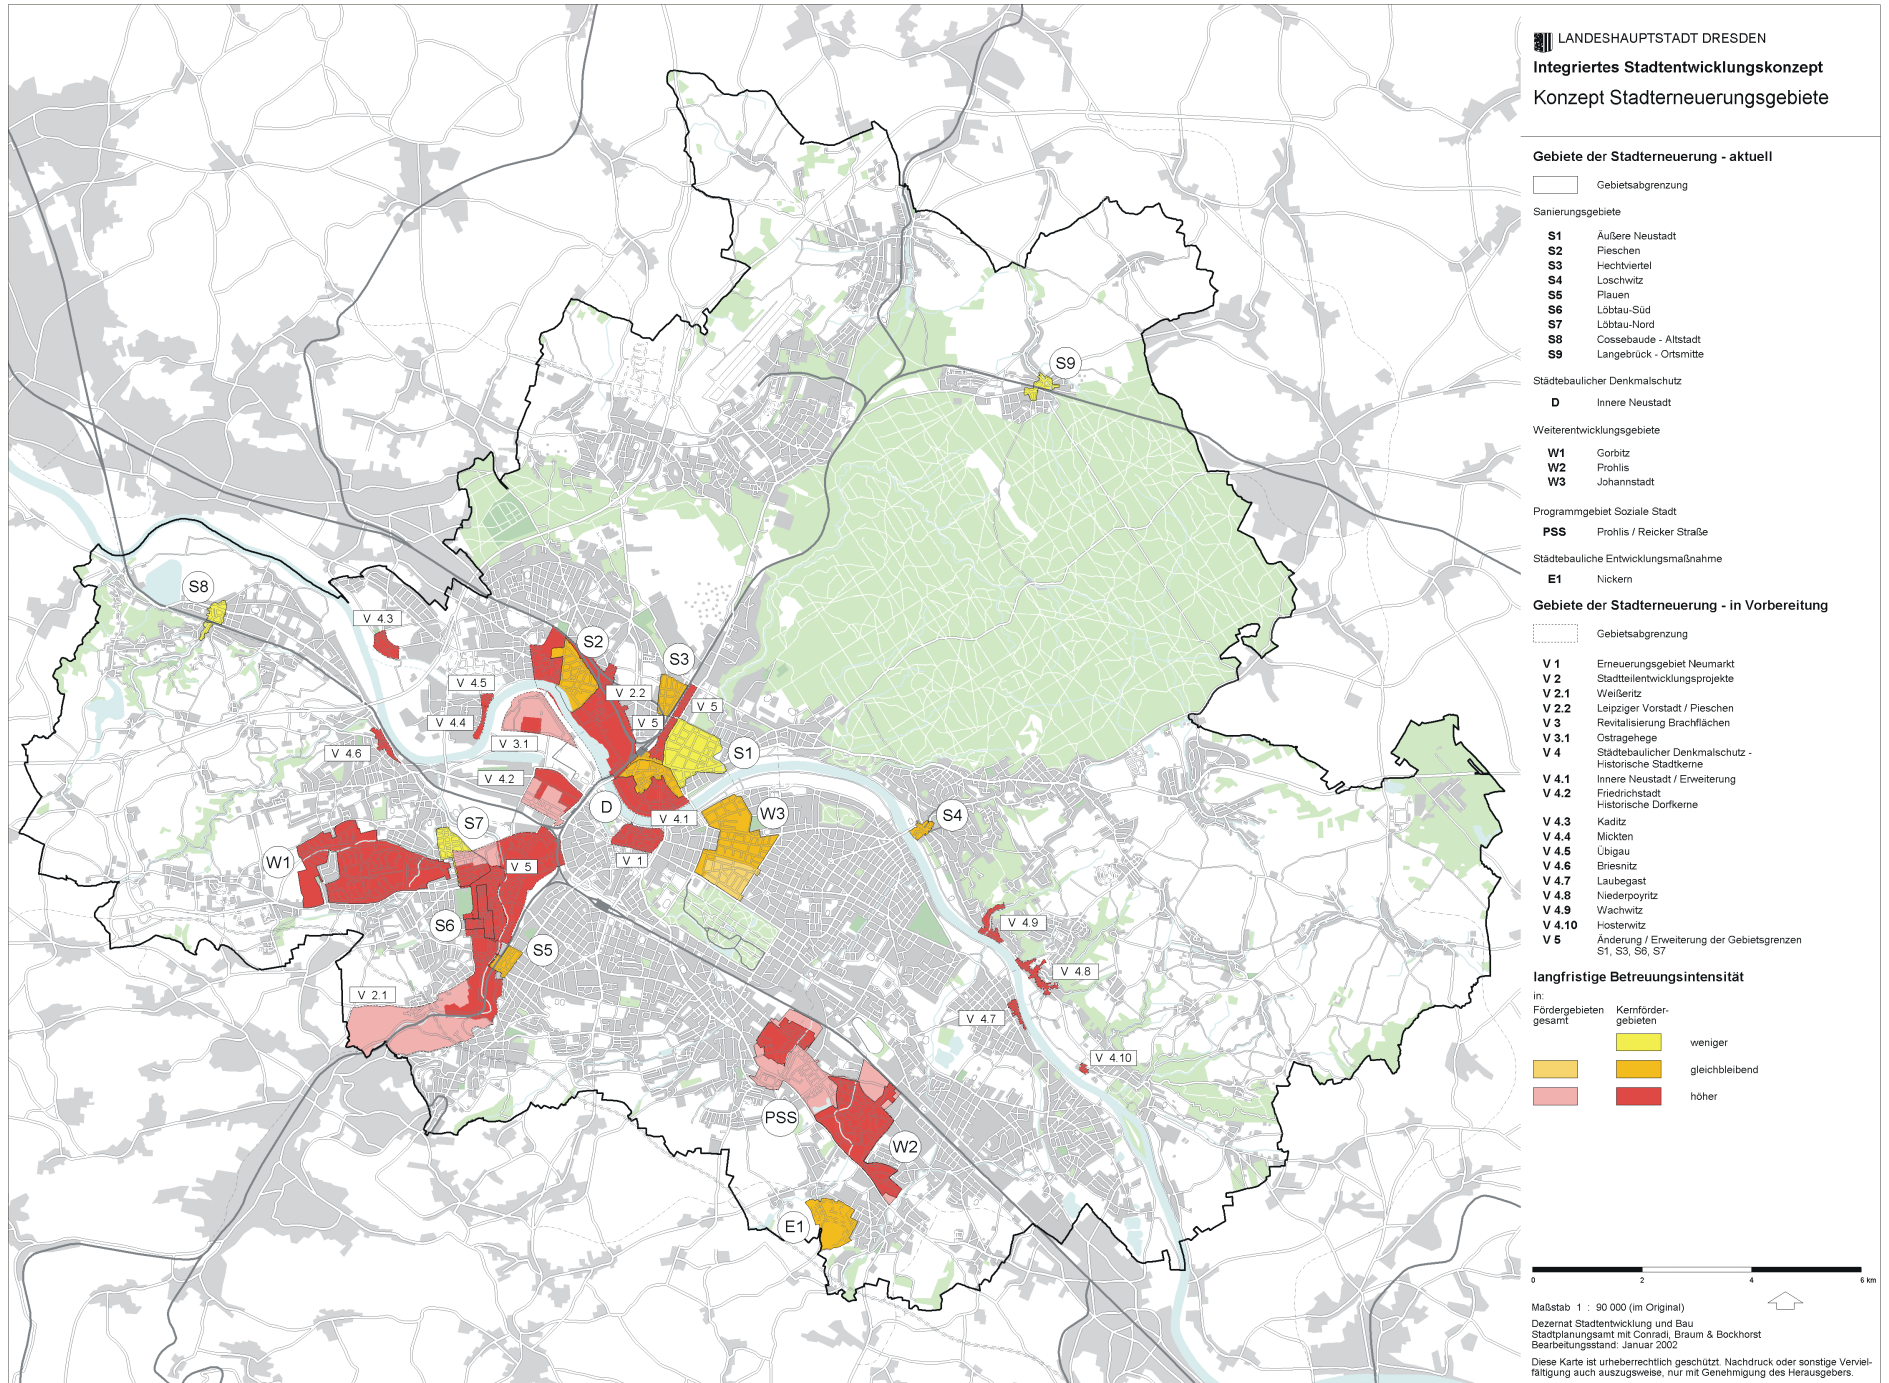 LANDESHAUPTSTADT DRESDEN
Integriertes Stadtentwicklungskonzept
Konzept Stadterneuerungsgebiete
Gebiete der Stadterneuerung - aktuell
Gebietsabgrenzung
Sanierungsgebiete
S1 Äußere Neustadt
S2 Pieschen
S3 Hechtviertel
S4 Loschwitz
S5 Plauen
S6 Löbtau-Süd
S7 Löbtau-Nord
S8 Cossebaude - Altstadt
S9 Langebrück - Ortsmitte
Städtebaulicher Denkmalschutz
D Innere Neustadt
Weiterentwicklungsgebiete
W1 Gorbitz
W2 Prohlis
W3 Johannstadt
Programmgebiet Soziale Stadt
PSS Prohlis / Reicker Straße
Städtebauliche Entwicklungsmaßnahme
E1 Nickern
Gebiete der Stadterneuerung - in Vorbereitung
Gebietsabgrenzung
V 1 Erneuerungsgebiet Neumarkt
V 2 Stadtteilentwicklungsprojekte
V 2.1 Weißeritz
V 2.2 Leipziger Vorstadt / Pieschen
V 3 Revitalisierung Brachflächen
V 3.1 Ostragehege
V 4 Städtebaulicher Denkmalschutz -
Historische Stadtkerne
V 4.1 Innere Neustadt / Erweiterung
V 4.2 Friedrichstadt
Historische Dorfkerne
V 4.3 Kaditz
V 4.4 Mickten
V 4.5 Übigau
V 4.6 Briesnitz
V 4.7 Laubegast
V 4.8 Niederpoyritz
V 4.9 Wachwitz
V 4.10 Hosterwitz
V 5 Änderung / Erweiterung der Gebietsgrenzen
S1, S3, S6, S7
langfristige Betreuungsintensität
in:
Fördergebieten gesamt
Kernförder-gebieten
weniger
gleichbleibend
höher
0 2 4 6 km
Maßstab 1 : 90 000 (im Original)
Dezernat Stadtentwicklung und Bau
Stadtplanungsamt mit Conradi, Braum & Bockhorst
Bearbeitungsstand: Januar 2002
Diese Karte ist urheberrechtlich geschützt. Nachdruck oder sonstige Verviel-
fältigung auch auszugsweise, nur mit Genehmigung des Herausgebers.
S9
S8
V 4.3
S2
S3
V 4.5
V 2.2
V 5
V 4.4
V 5
V 3.1
V 4.6
S1
V 4.2
D
V 4.1
W3
S4
S7
V 1
W1
V 5
S6
V 4.9
S5
V 4.8
V 2.1
V 4.7
V 4.10
PSS
W2
E1